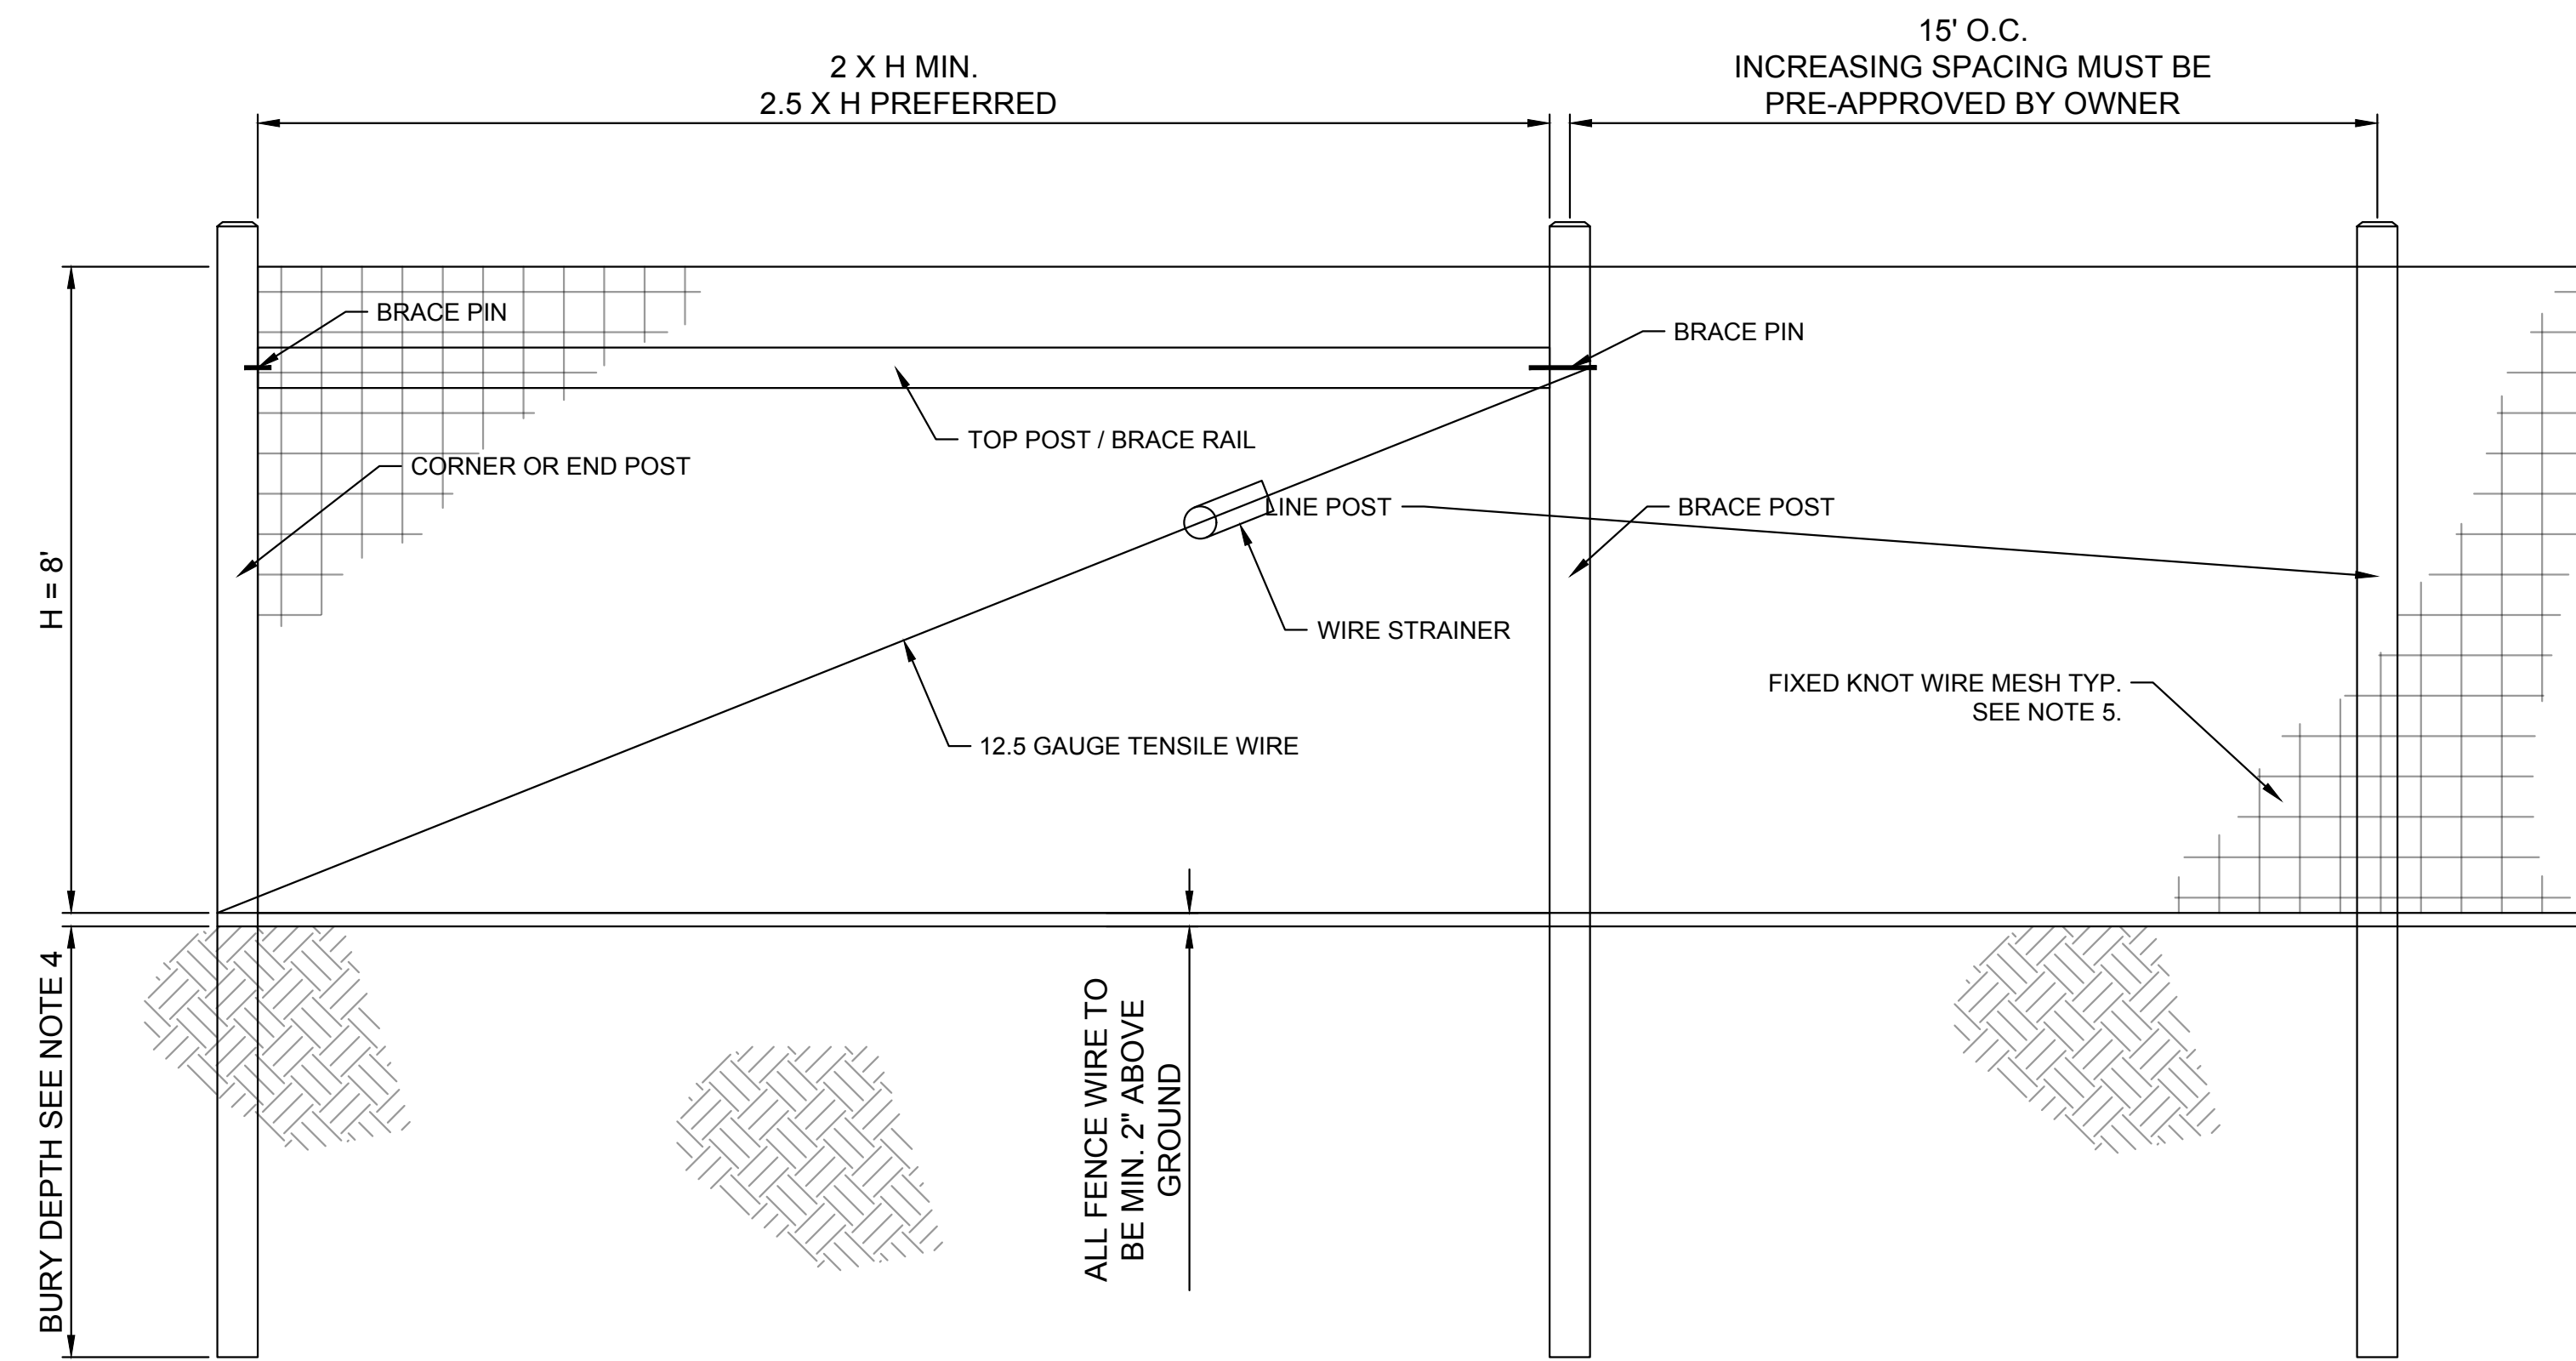 2 X H MIN.
2.5 X H PREFERRED
15' O.C.
INCREASING SPACING MUST BE
PRE-APPROVED BY OWNER
BRACE PIN
BRACE PIN
TOP POST / BRACE RAIL
CORNER OR END POST
LINE POST
BRACE POST
H = 8'
WIRE STRAINER
FIXED KNOT WIRE MESH TYP.
SEE NOTE 5.
12.5 GAUGE TENSILE WIRE
BURY DEPTH SEE NOTE 4
ALL FENCE WIRE TO
BE MIN. 2" ABOVE
GROUND